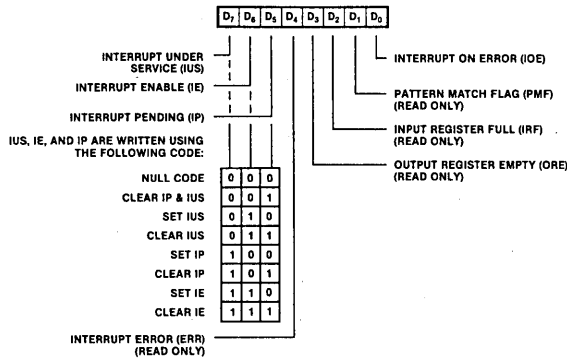 D7 D6 D5 D4 D3 D2 D1 D0
INTERRUPT UNDER
SERVICE (IUS)
INTERRUPT ENABLE (IE)
INTERRUPT PENDING (IP)
IUS, IE, AND IP ARE WRITTEN USING
THE FOLLOWING CODE:
NULL CODE 0 0 0
CLEAR IP & IUS 0 0 1
SET IUS 0 1 0
CLEAR IUS 0 1 1
SET IP 1 0 0
CLEAR IP 1 0 1
SET IE 1 1 0
CLEAR IE 1 1 1
INTERRUPT ERROR (ERR)
(READ ONLY)
INTERRUPT ON ERROR (IOE)
PATTERN MATCH FLAG (PMF)
(READ ONLY)
INPUT REGISTER FULL (IRF)
(READ ONLY)
OUTPUT REGISTER EMPTY (ORE)
(READ ONLY)